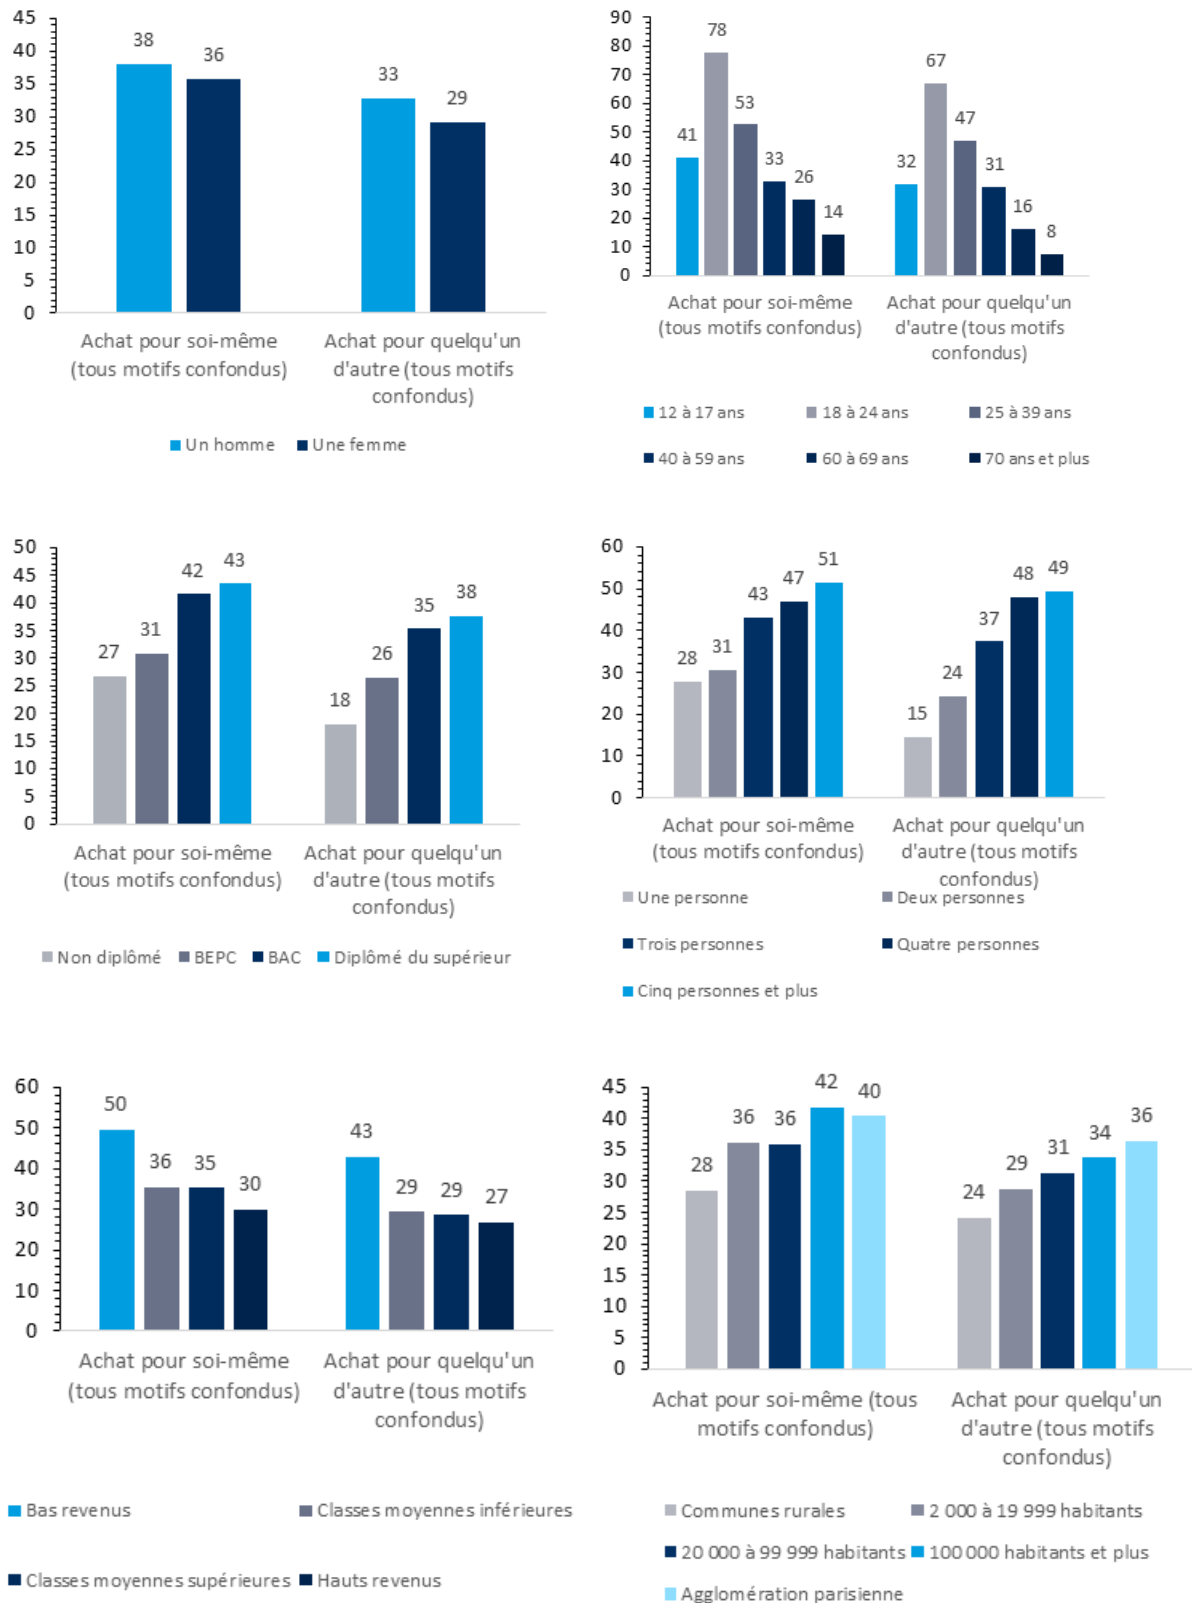 45
40
35
30
25
20
15
10
5
0
38
36
33
29
Achat pour soi-même
(tous motifs confondus)
Achat pour quelqu'un
d'autre (tous motifs
confondus)
Un homme
Une femme
90
80
70
60
50
40
30
20
10
0
41
78
53
33
26
14
32
67
47
31
16
8
Achat pour soi-même
(tous motifs confondus)
Achat pour quelqu'un
d'autre (tous motifs
confondus)
12 à 17 ans
18 à 24 ans
25 à 39 ans
40 à 59 ans
60 à 69 ans
70 ans et plus
50
45
40
35
30
25
20
15
10
5
0
27
31
42
43
18
26
35
38
Achat pour soi-même
(tous motifs confondus)
Achat pour quelqu'un
d'autre (tous motifs
confondus)
Non diplômé
BEPC
BAC
Diplômé du supérieur
60
50
40
30
20
10
0
28
31
43
47
51
15
24
37
48
49
Achat pour soi-même
(tous motifs confondus)
Achat pour quelqu'un
d'autre (tous motifs
confondus)
Une personne
Deux personnes
Trois personnes
Quatre personnes
Cinq personnes et plus
60
50
40
30
20
10
0
50
36
35
30
43
29
29
27
Achat pour soi-même
(tous motifs confondus)
Achat pour quelqu'un
d'autre (tous motifs
confondus)
Bas revenus
Classes moyennes inférieures
Classes moyennes supérieures
Hauts revenus
45
40
35
30
25
20
15
10
5
0
28
36
36
42
40
24
29
31
34
36
Achat pour soi-même (tous
motifs confondus)
Achat pour quelqu'un
d'autre (tous motifs
confondus)
Communes rurales
2 000 à 19 999 habitants
20 000 à 99 999 habitants
100 000 habitants et plus
Agglomération parisienne